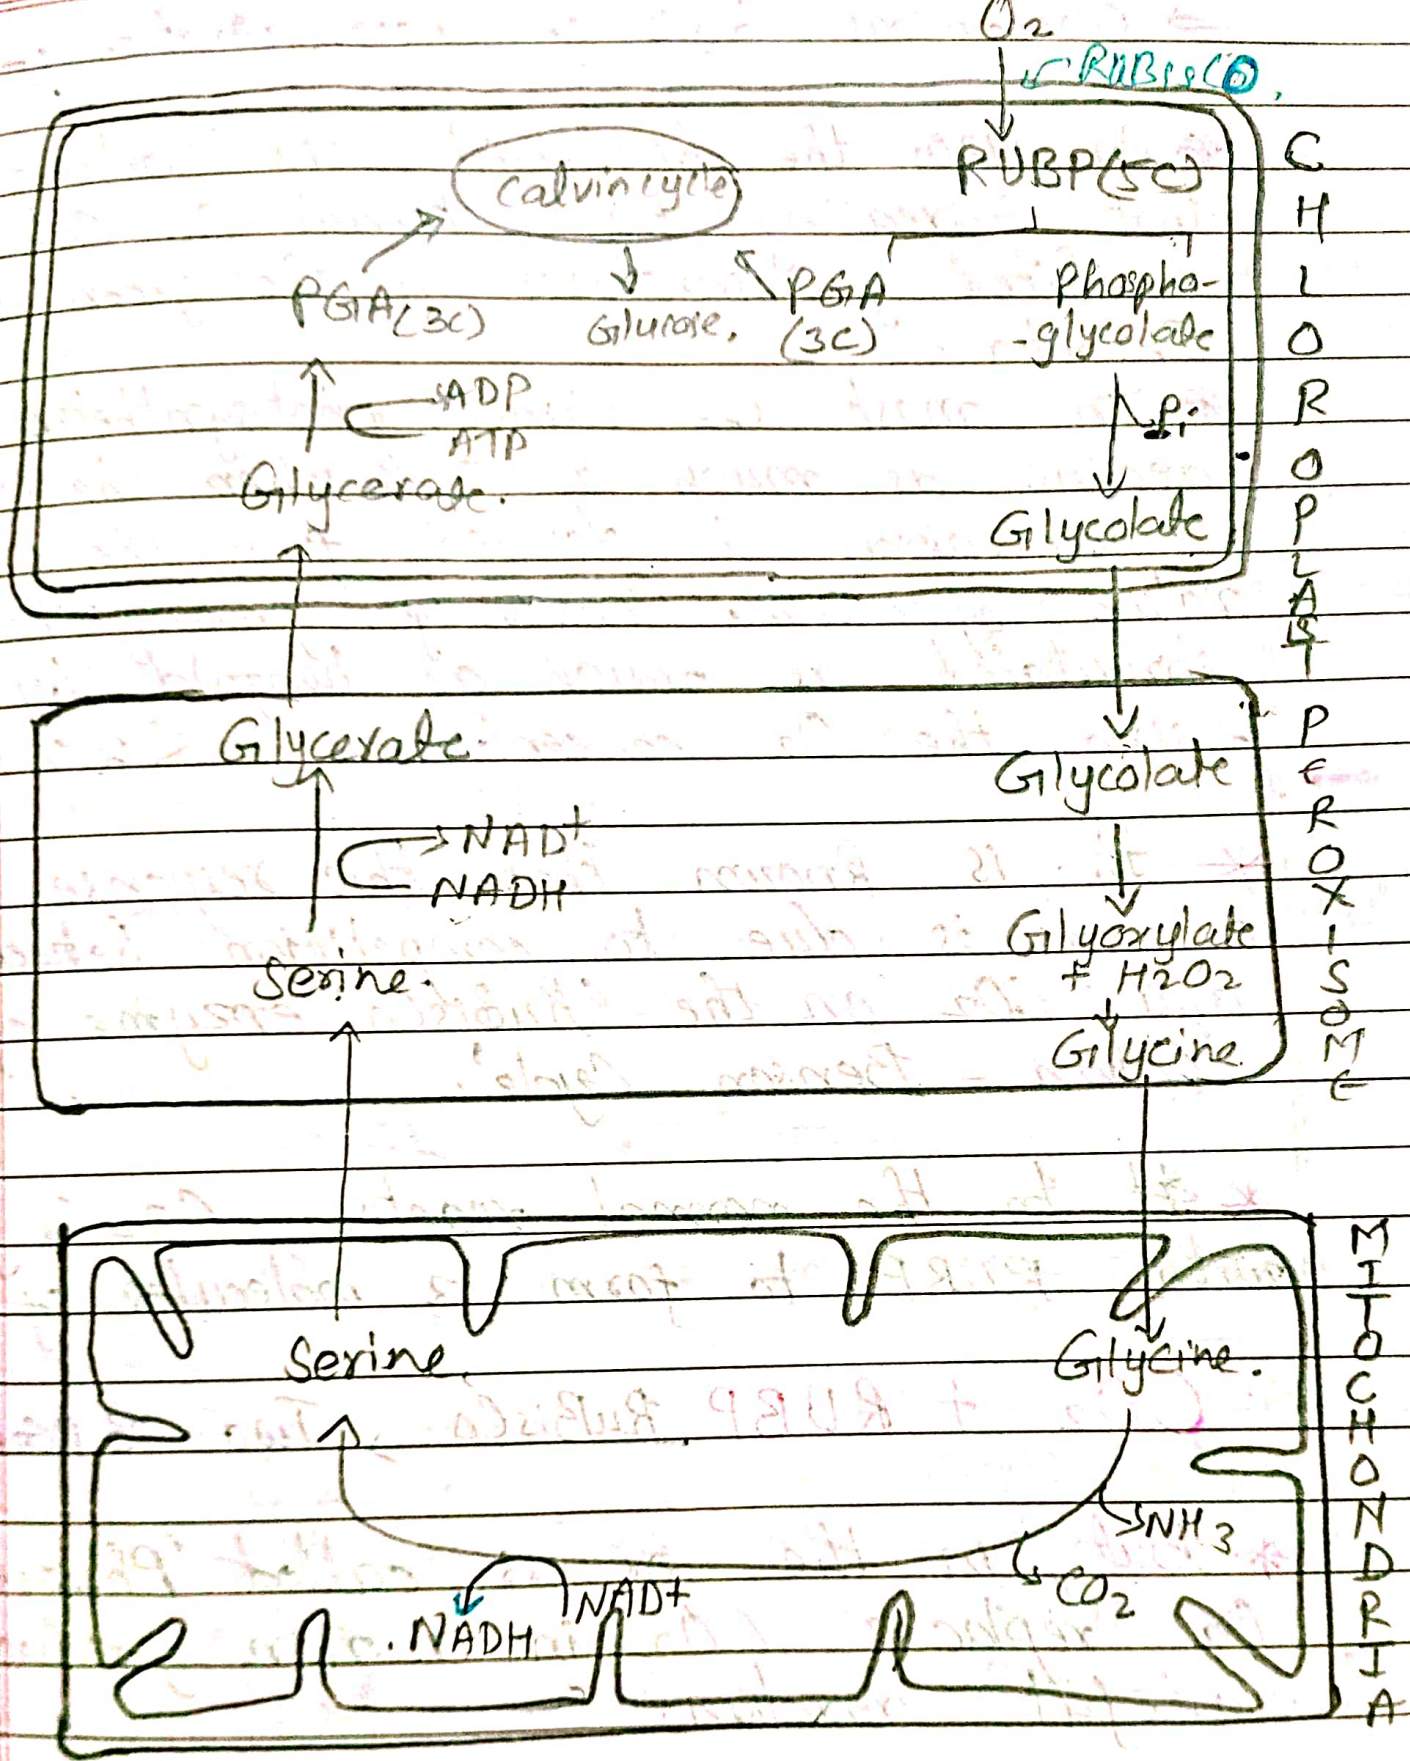 O2
RUBISCO
RUBP(5C)
Calvin cycle
PGA(3C)
Glucose.
PGA
(3C)
Phospho-
-glycolate
ADP
ATP
Pi
Glycerate.
Glycolate
CHLOROPLAST
Glycerate.
Glycolate
NAD+
NADH
Glyoxylate
+ H2O2
Serine.
Glycine
PEROXISOME
Serine.
Glycine.
NH3
CO2
NAD+
NADH
MITOCHONDRIA